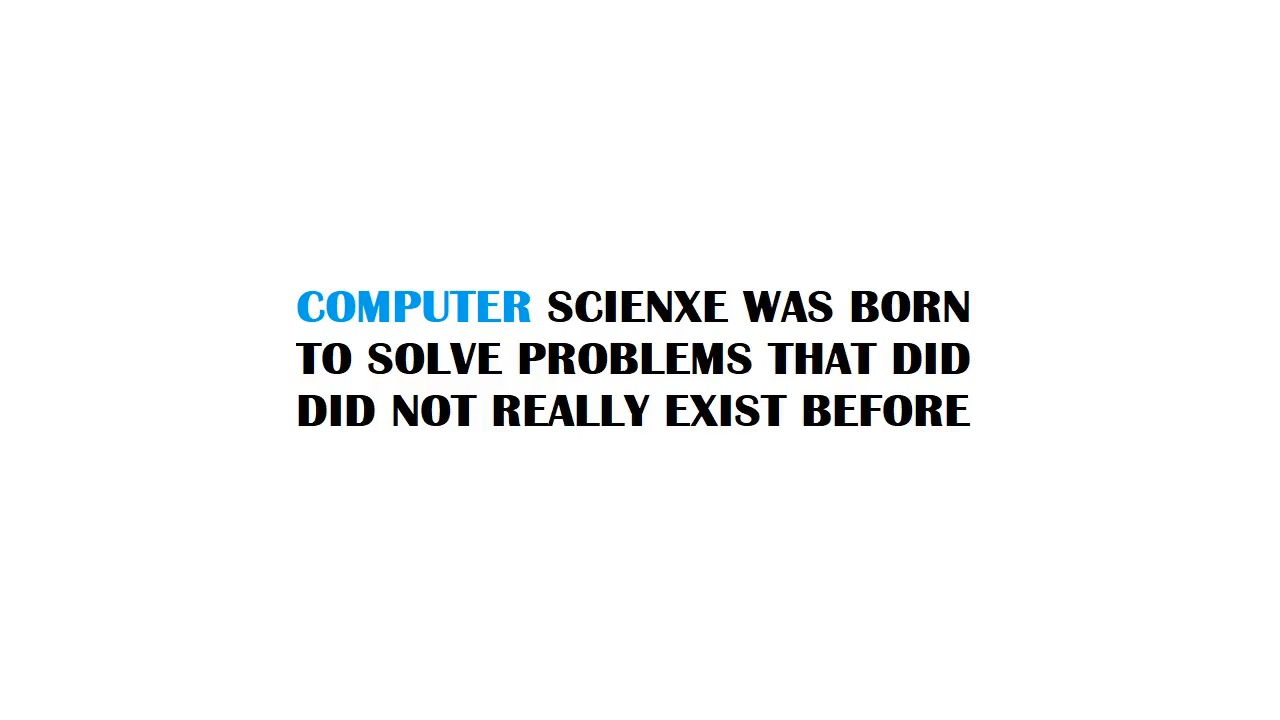 COMPUTER SCIENXE WAS BORN
TO SOLVE PROBLEMS THAT DID
DID NOT REALLY EXIST BEFORE